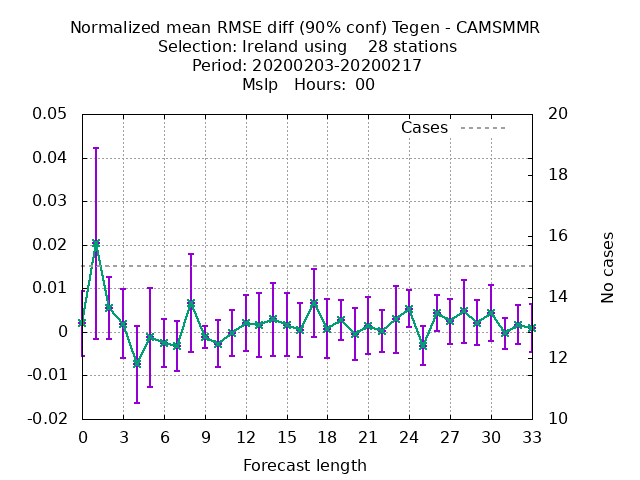 Normalized mean RMSE diff (90% conf) Tegen - CAMSMMR
Selection: Ireland using 28 stations
Period: 20200203-20200217
Mslp Hours: 00
0.05
0.04
0.03
0.02
0.01
0
-0.01
-0.02
Cases
20
18
16
14
12
10
No cases
0 3 6 9 12 15 18 21 24 27 30 33
Forecast length